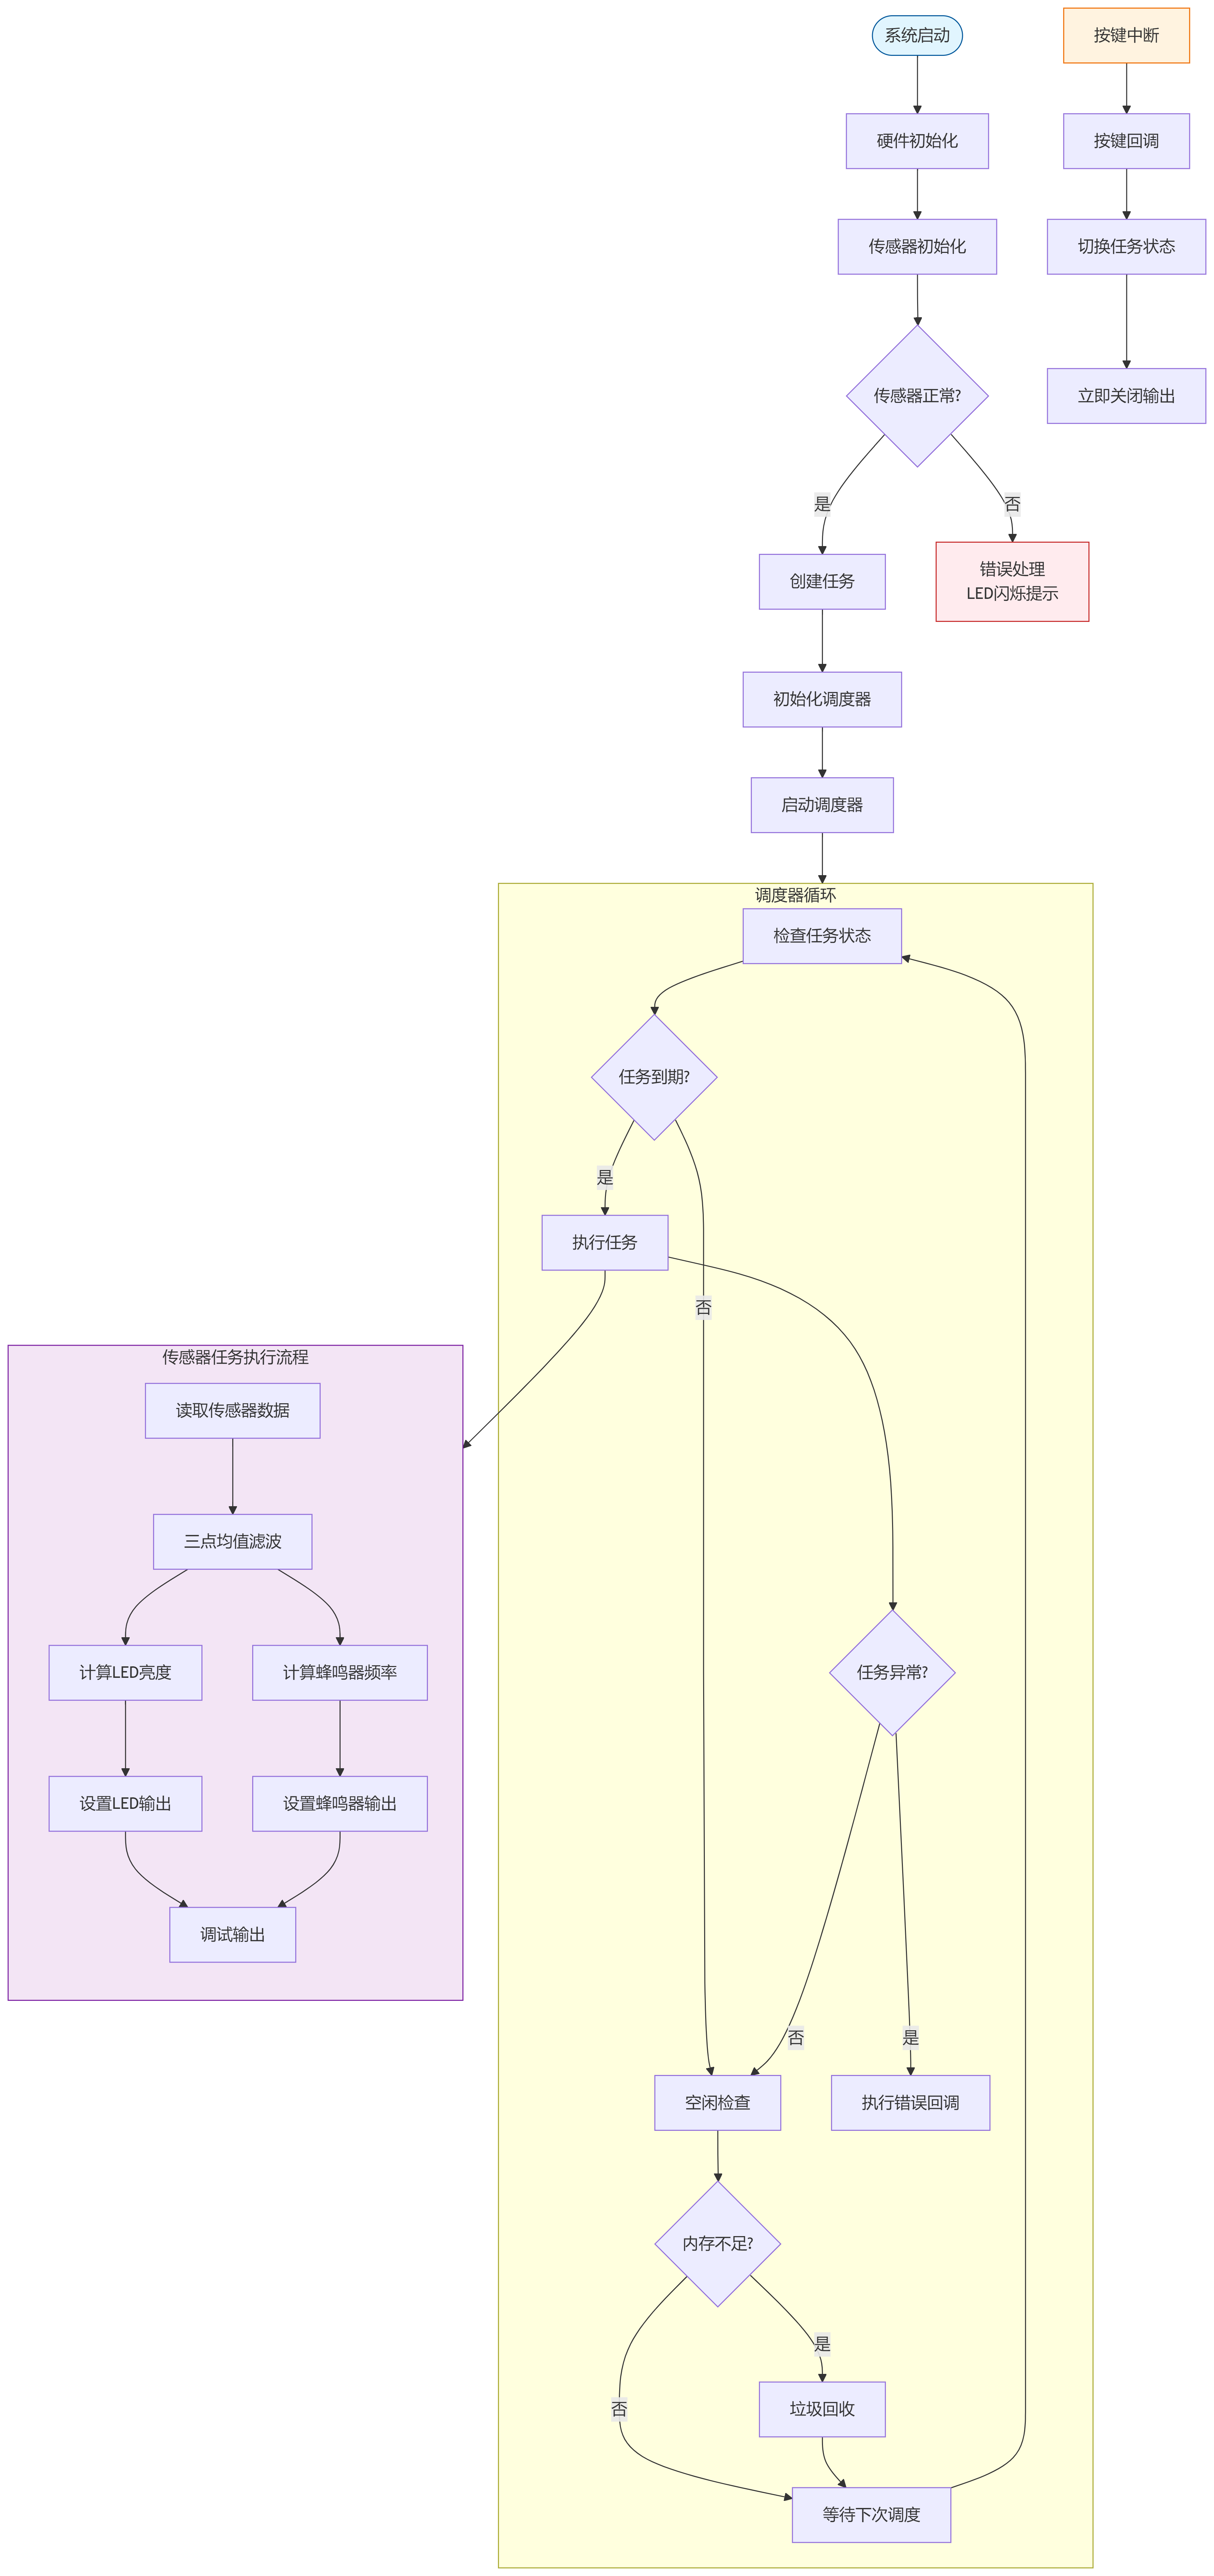 系统启动
按键中断
硬件初始化
按键回调
传感器初始化
切换任务状态
传感器正常?
立即关闭输出
是
否
创建任务
错误处理
LED闪烁提示
初始化调度器
启动调度器
调度器循环
检查任务状态
任务到期?
是
执行任务
否
传感器任务执行流程
读取传感器数据
三点均值滤波
计算LED亮度
计算蜂鸣器频率
任务异常?
设置LED输出
设置蜂鸣器输出
调试输出
否
是
空闲检查
执行错误回调
内存不足?
是
否
垃圾回收
等待下次调度